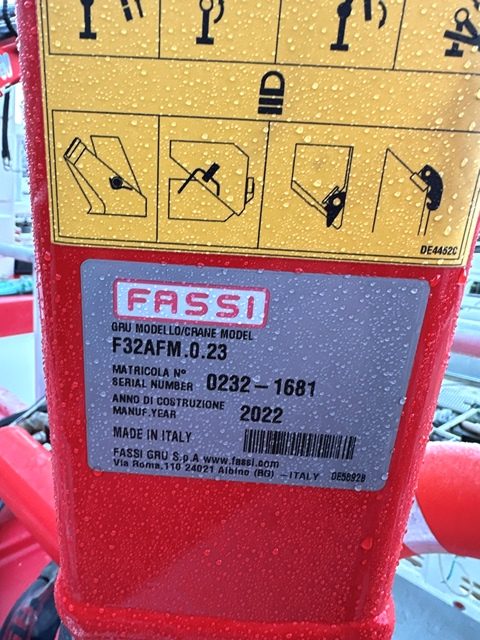 DE4452C
FASSI
GRU MODELLO/CRANE MODEL
F32AFM.0.23
MATRICOLA N°
SERIAL NUMBER 0232-1681
ANNO DI COSTRUZIONE
MANUF.YEAR 2022
MADE IN ITALY
FASSI GRU S.p.A www.fassi.com
Via Roma,110 24021 Albino (BG) -ITALY DE58928